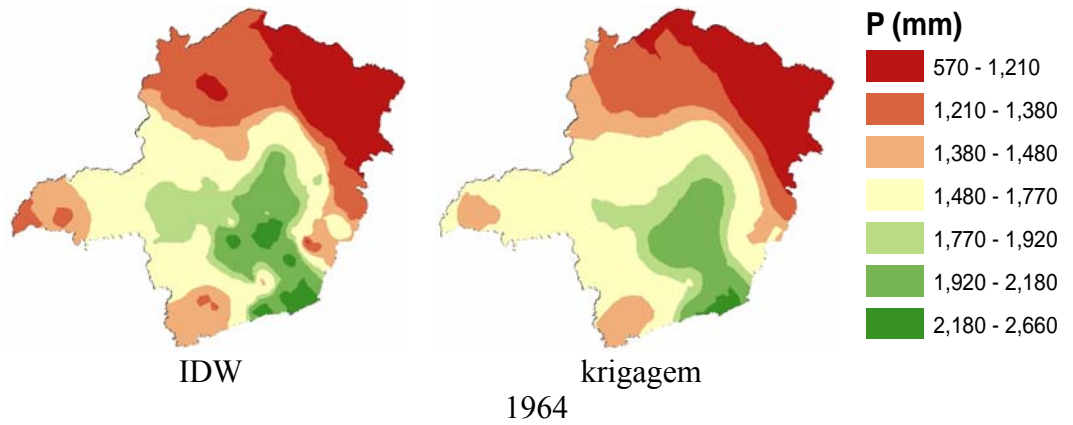 P (mm)
570 - 1,210
1,210 - 1,380
1,380 - 1,480
1,480 - 1,770
1,770 - 1,920
1,920 - 2,180
2,180 - 2,660
IDW
krigagem
1964